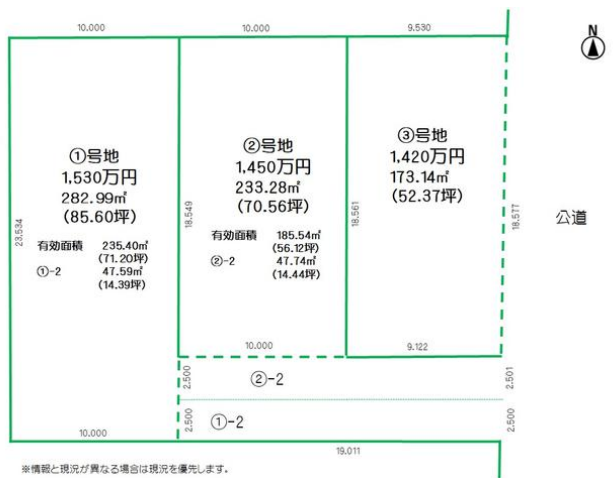 10.000
10.000
9.530
N
①号地
1,530万円
282.99㎡
(85.60坪)
有効面積 235.40㎡
(71.20坪)
①-2 47.59㎡
(14.39坪)
23.534
②号地
1,450万円
233.28㎡
(70.56坪)
有効面積 185.54㎡
(56.12坪)
②-2 47.74㎡
(14.44坪)
18.549
③号地
1,420万円
173.14㎡
(52.37坪)
18.561
18.577
公道
10.000
9.122
2.500
②-2
2.501
2.500
①-2
2.500
10.000
19.011
※情報と現況が異なる場合は現況を優先します。